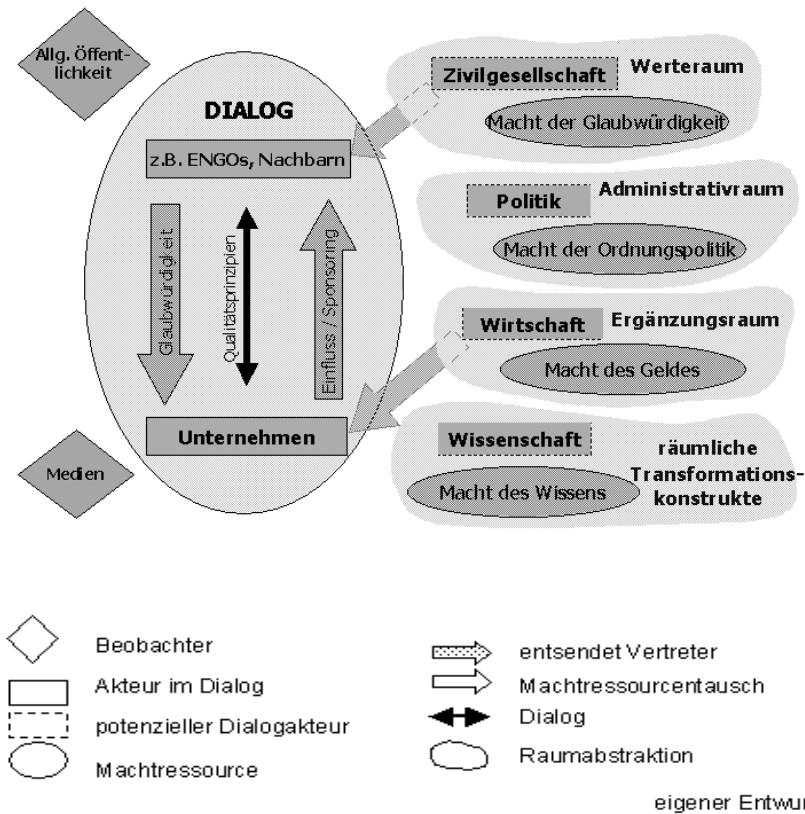 Allg. Öffent-
lichkeit
DIALOG
z.B. ENGOs, Nachbarn
Glaubwürdigkeit
Qualitätsprinzipien
Einfluss / Sponsoring
Unternehmen
Medien
Zivilgesellschaft
Werteraum
Macht der Glaubwürdigkeit
Politik
Administrativraum
Macht der Ordnungspolitik
Wirtschaft
Ergänzungsraum
Macht des Geldes
Wissenschaft
räumliche
Transformations-
konstrukte
Macht des Wissens
Beobachter
Akteur im Dialog
potenzieller Dialogakteur
Machtressource
entsendet Vertreter
Machtressourcentausch
Dialog
Raumabstraktion
eigener Entwur